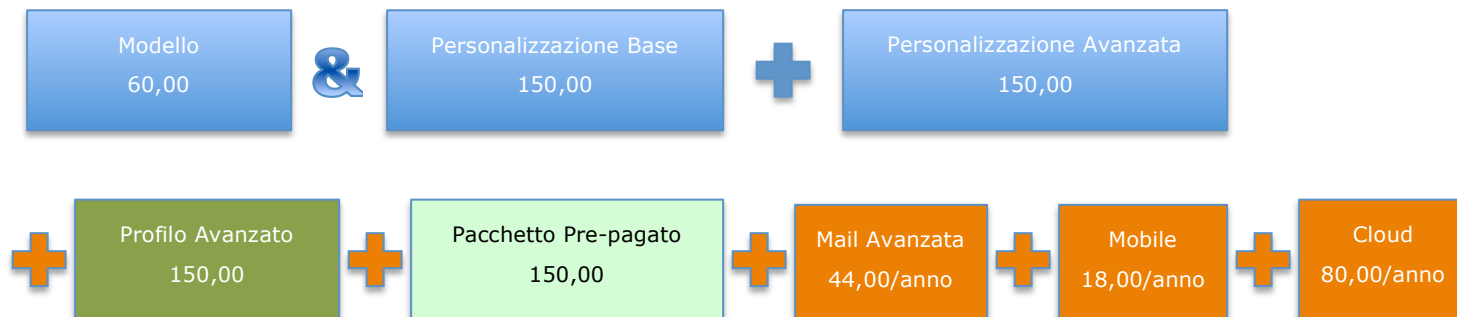 Modello
60,00
&
Personalizzazione Base
150,00
Personalizzazione Avanzata
150,00
Profilo Avanzato
150,00
Pacchetto Pre-pagato
150,00
Mail Avanzata
44,00/anno
Mobile
18,00/anno
Cloud
80,00/anno